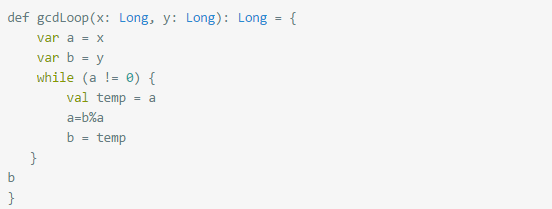 def gcdLoop(x: Long, y: Long): Long = {
    var a = x
    var b = y
    while (a != 0) {
        val temp = a
        a=b%a
        b = temp
   }
b
}